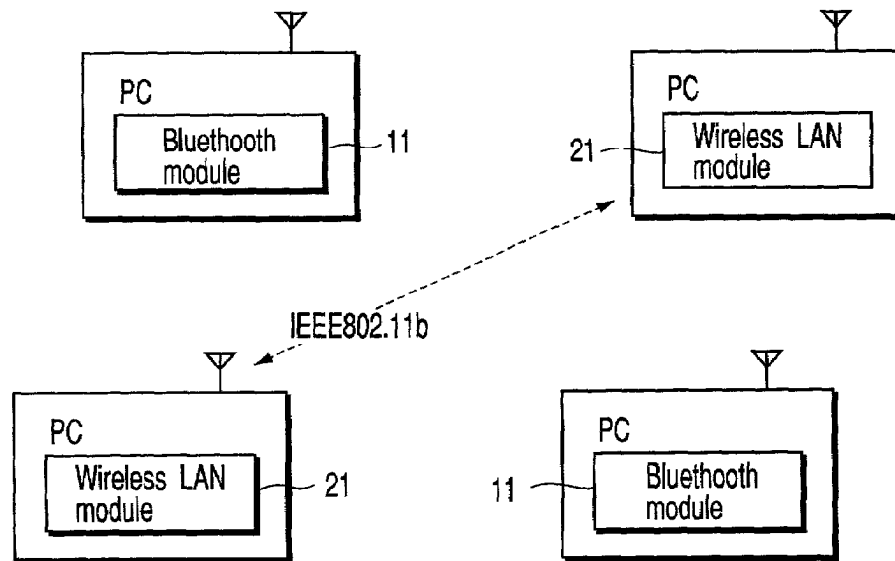 PC
Bluethooth
module
11
PC
Wireless LAN
module
21
IEEE802.11b
PC
Wireless LAN
module
21
PC
Bluethooth
module
11